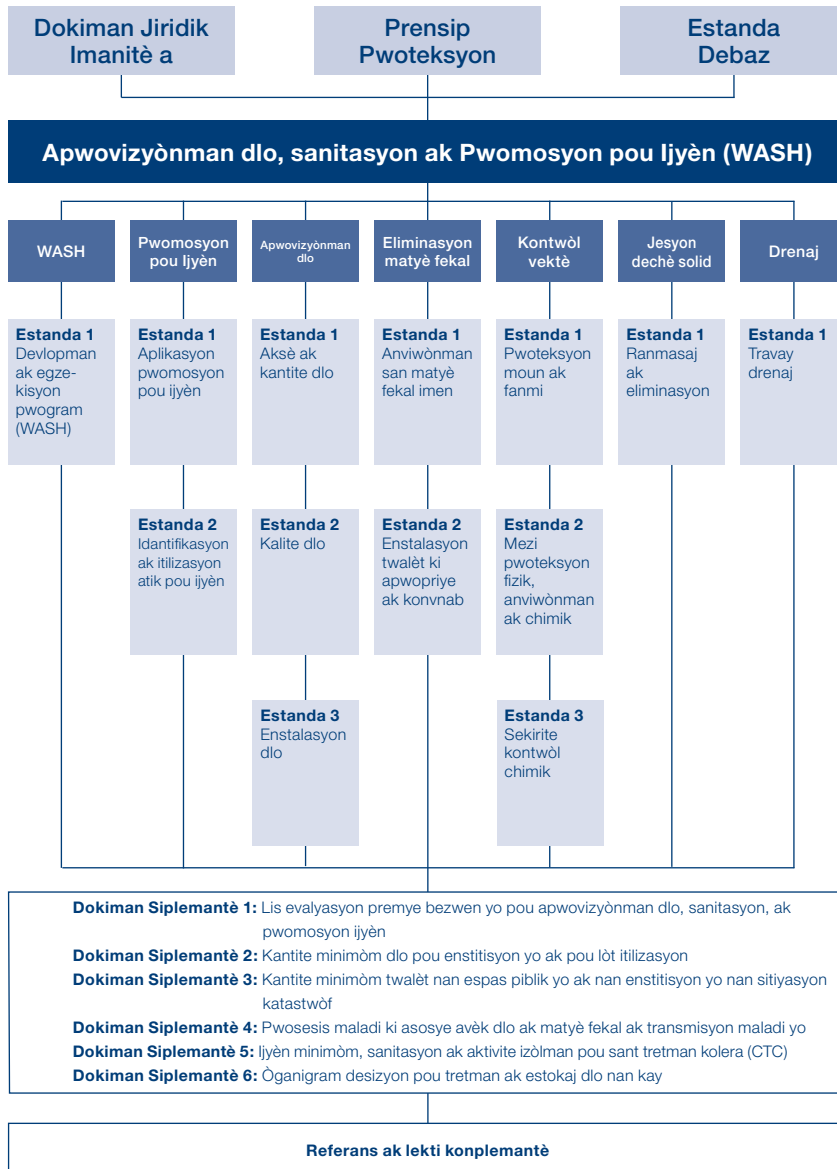 Dokiman Jiridik
Imanitè a
Prensip
Pwoteksyon
Estanda
Debaz
Apwovizyònman dlo, sanitasyon ak Pwomosyon pou Ijyèn (WASH)
WASH
Pwomosyon
pou Ijyèn
Apwovizyònman
dlo
Eliminasyon
matyè fekal
Kontwòl
vektè
Jesyon
dechè solid
Drenaj
Estanda 1
Devlopman
ak egze-
kisyon
pwogram
(WASH)
Estanda 1
Aplikasyon
pwomosyon
pou ijyèn
Estanda 1
Aksè ak
kantite dlo
Estanda 1
Anviwònman
san matyè
fekal imen
Estanda 1
Pwoteksyon
moun ak
fanmi
Estanda 1
Ranmasaj
ak
eliminasyon
Estanda 1
Travay
drenaj
Estanda 2
Idantifikasyon
ak itilizasyon
atik pou ijyèn
Estanda 2
Kalite dlo
Estanda 2
Enstalasyon
twalèt ki
apwopriye
ak konvnab
Estanda 2
Mezi
pwoteksyon
fizik,
anviwònman
ak chimik
Estanda 3
Enstalasyon
dlo
Estanda 3
Sekirite
kontwòl
chimik
Dokiman Siplemantè 1: Lis evalyasyon premye bezwen yo pou apwovizyònman dlo, sanitasyon, ak
pwomosyon ijyèn
Dokiman Siplemantè 2: Kantite minimòm dlo pou enstitisyon yo ak pou lòt itilizasyon
Dokiman Siplemantè 3: Kantite minimòm twalèt nan espas piblik yo ak nan enstitisyon yo nan sitiyasyon
katastwòf
Dokiman Siplemantè 4: Pwosesis maladi ki asosye avèk dlo ak matyè fekal ak transmisyon maladi yo
Dokiman Siplemantè 5: Ijyèn minimòm, sanitasyon ak aktivite izòlman pou sant tretman kolera (CTC)
Dokiman Siplemantè 6: Òganigram desizyon pou tretman ak estokaj dlo nan kay
Referans ak lekti konplemantè